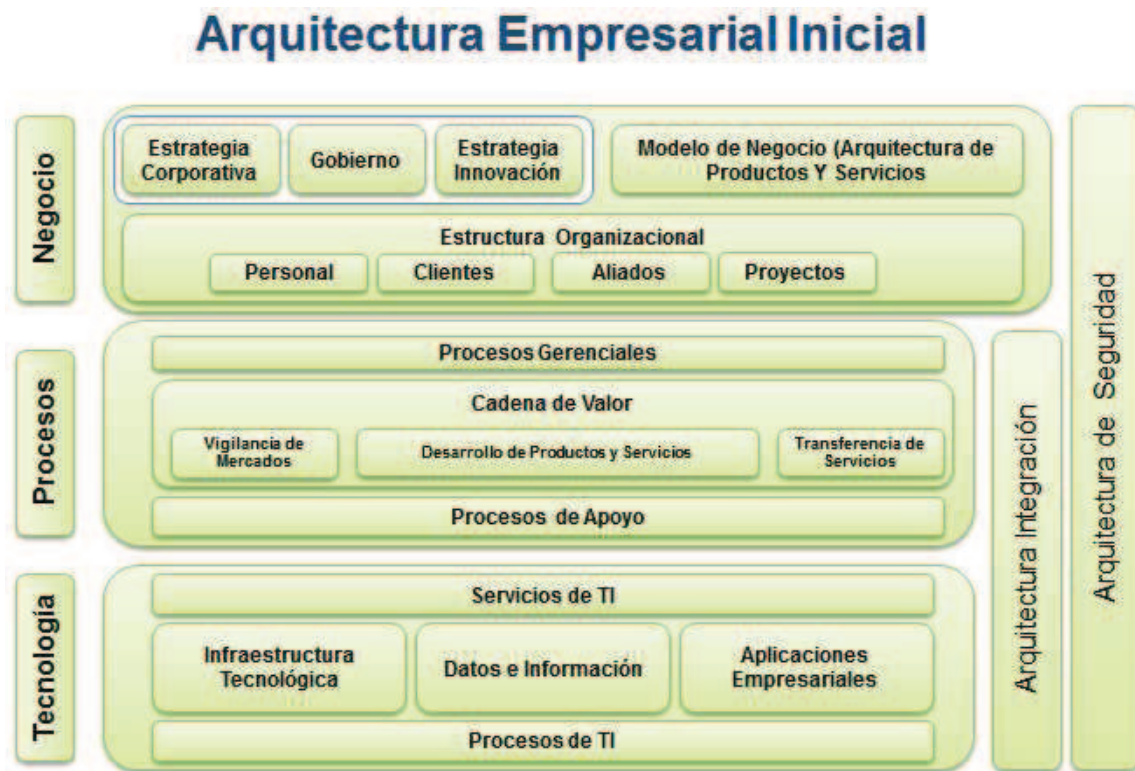 Arquitectura Empresarial Inicial
Negocio
Estrategia
Corporativa
Gobierno
Estrategia
Innovación
Modelo de Negocio (Arquitectura de
Productos Y Servicios
Estructura Organizacional
Personal
Clientes
Aliados
Proyectos
Procesos
Procesos Gerenciales
Cadena de Valor
Vigilancia de
Mercados
Desarrollo de Productos y Servicios
Transferencia de
Servicios
Procesos de Apoyo
Tecnología
Servicios de TI
Infraestructura
Tecnológica
Datos e Información
Aplicaciones
Empresariales
Procesos de TI
Arquitectura Integración
Arquitectura de Seguridad